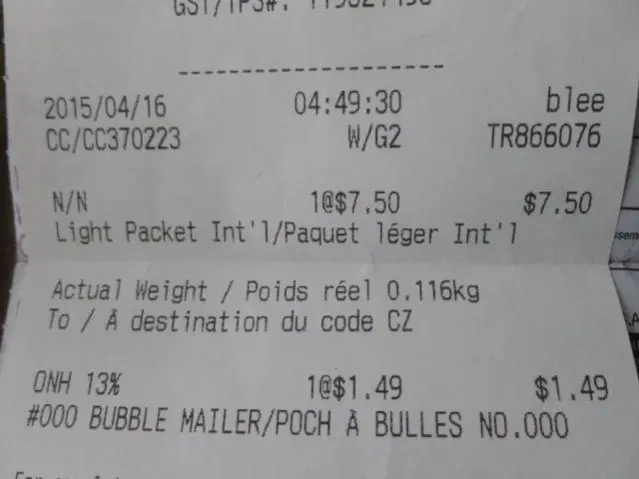 2015/04/16 04:49:30 blee
CC/CC370223 W/G2 TR866076
N/N 1@$7.50 $7.50
Light Packet Int'l/Paquet léger Int'l
Actual Weight / Poids réel 0.116kg
To / À destination du code CZ
ONH 13% 1@$1.49 $1.49
#000 BUBBLE MAILER/POCH À BULLES NO.000